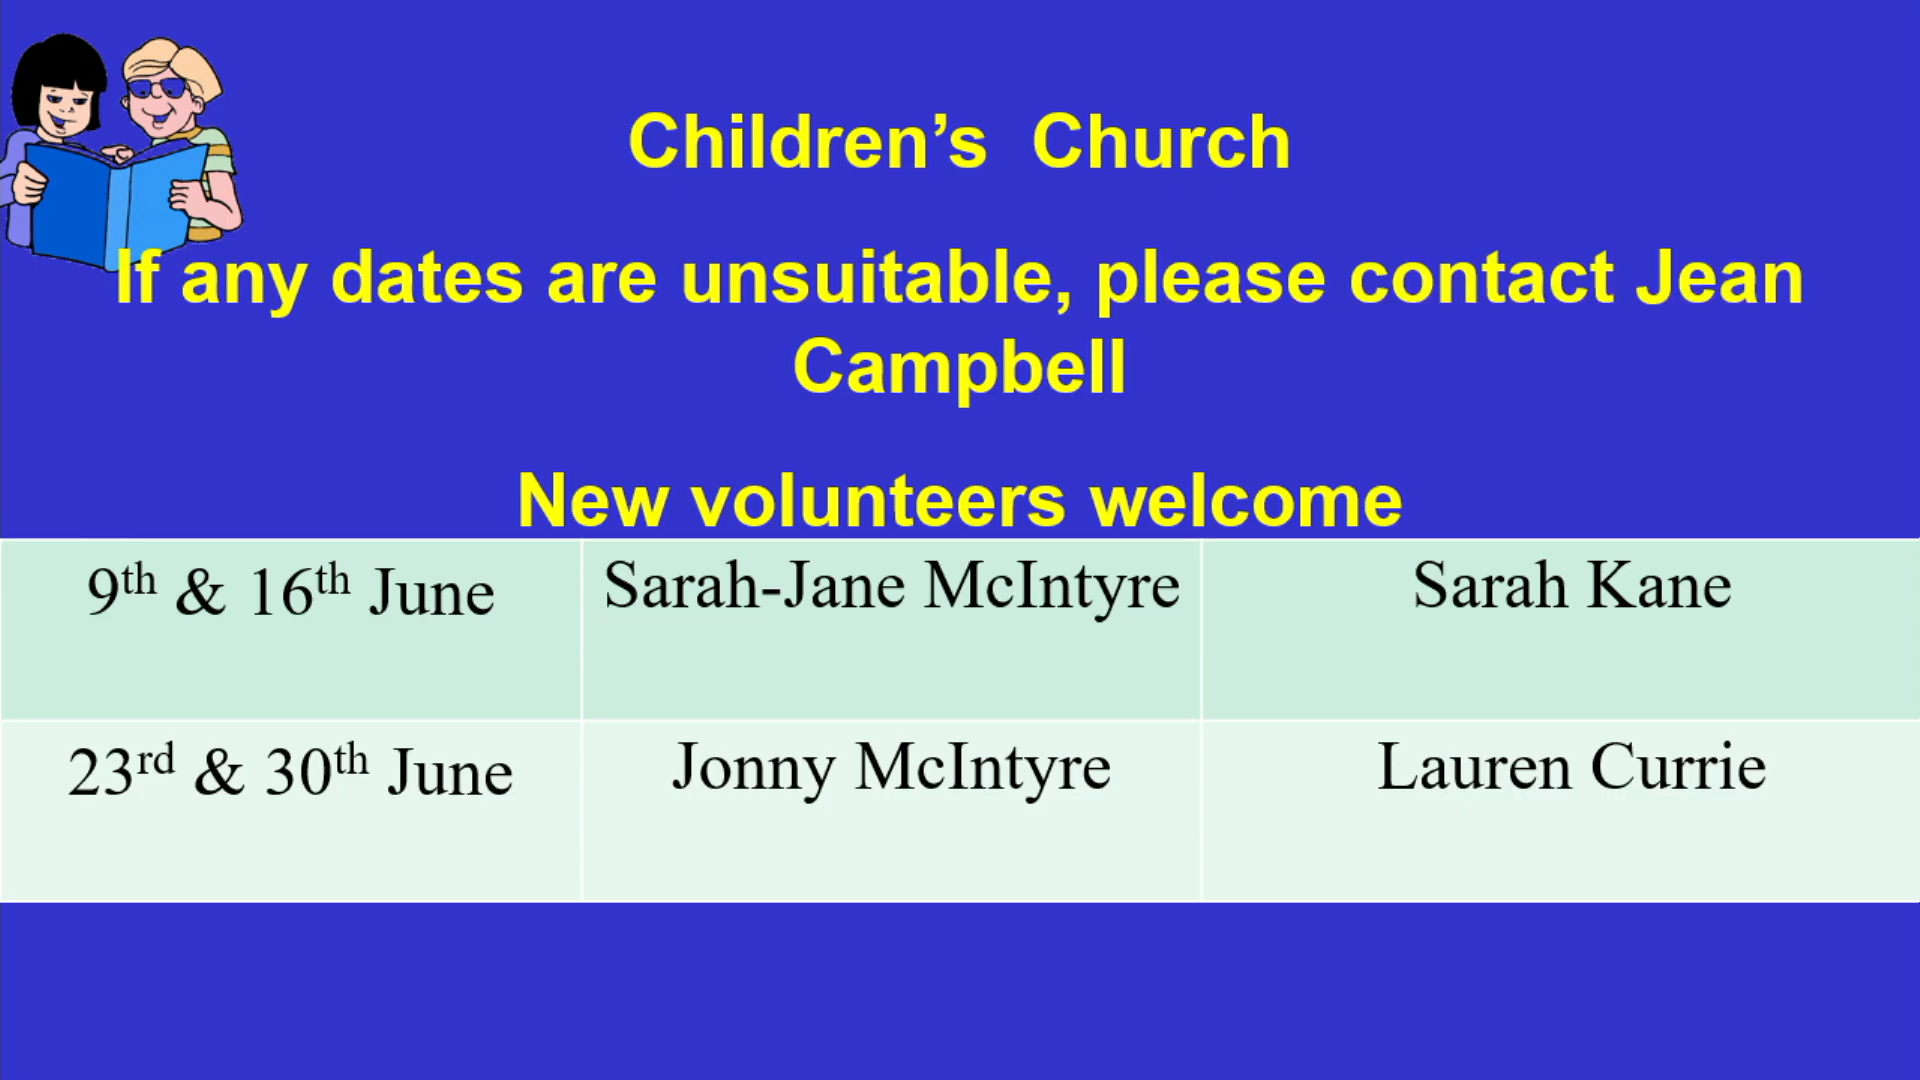 Children’s  Church
If any dates are unsuitable, please contact Jean
Campbell
New volunteers welcome
9th & 16th June Sarah-Jane McIntyre Sarah Kane
23rd & 30th June Jonny McIntyre Lauren Currie